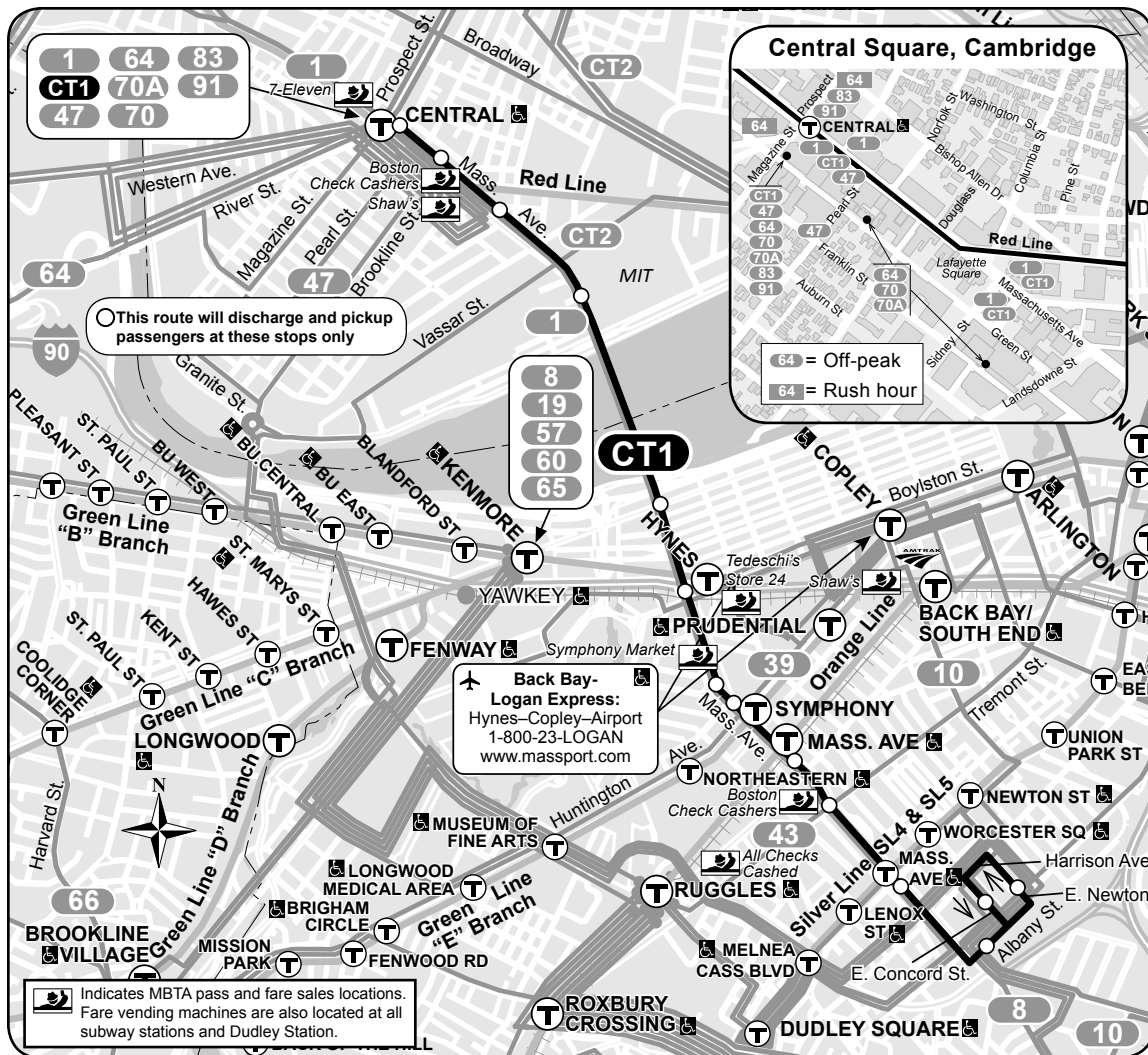 1 64 83
CT1 70A 91
47 70
1
7-Eleven
Prospect St.
Broadway
CT2
CENTRAL
Western Ave.
River St.
Magazine St.
Pearl St.
Brookline St.
Boston
Check Cashers
Shaw's
Mass. Ave.
Red Line
CT2
MIT
64
47
1
This route will discharge and pickup
passengers at these stops only
90
Granite St.
Vassar St.
Central Square, Cambridge
Prospect
64
83
91
64
CENTRAL
Magazine St
1
CT1
47
1
Norfolk St
Washington St
Columbia St
Bishop Allen Dr
Pine St
Douglass
CT1
47
64
70
70A
83
91
Pearl St
47
Franklin St
Auburn St
64
70
70A
Lafayette
Square
Red Line
1
CT1
1
CT1
Massachusetts Ave
Green St
Sidney St
Landsdowne St
64 = Off-peak
64 = Rush hour
8
19
57
60
65
CT1
PLEASANT ST
ST. PAUL ST
BU WEST
BU CENTRAL
BU EAST
BLANDFORD ST
KENMORE
Green Line
"B" Branch
HYNES
COPLEY
Boylston St.
ARLINGTON
AMTRAK
Tedeschi's
Store 24
Shaw's
YAWKEY
PRUDENTIAL
Orange Line
BACK BAY/
SOUTH END
ST. MARYS ST
HAWES ST
KENT ST
ST. PAUL ST
COOLIDGE
CORNER
Green Line "C" Branch
FENWAY
Symphony Market
39
10
Tremont St.
Back Bay-
Logan Express:
Hynes–Copley–Airport
1-800-23-LOGAN
www.massport.com
Mass. Ave.
SYMPHONY
MASS. AVE
UNION
PARK ST
LONGWOOD
Green Line "D" Branch
Harvard St.
N
Huntington Ave.
NORTHEASTERN
Boston
Check Cashers
43
NEWTON ST
WORCESTER SQ
Silver Line SL4 & SL5
MASS.
AVE
Harrison Ave
E. Newton
MUSEUM OF
FINE ARTS
All Checks
Cashed
LONGWOOD
MEDICAL AREA
Green Line
"E" Branch
RUGGLES
LENOX
ST
Albany St.
E. Concord St.
66
BROOKLINE
VILLAGE
BRIGHAM
CIRCLE
MISSION
PARK
FENWOOD RD
MELNEA
CASS BLVD
ROXBURY
CROSSING
DUDLEY SQUARE
8
10
Indicates MBTA pass and fare sales locations.
Fare vending machines are also located at all
subway stations and Dudley Station.